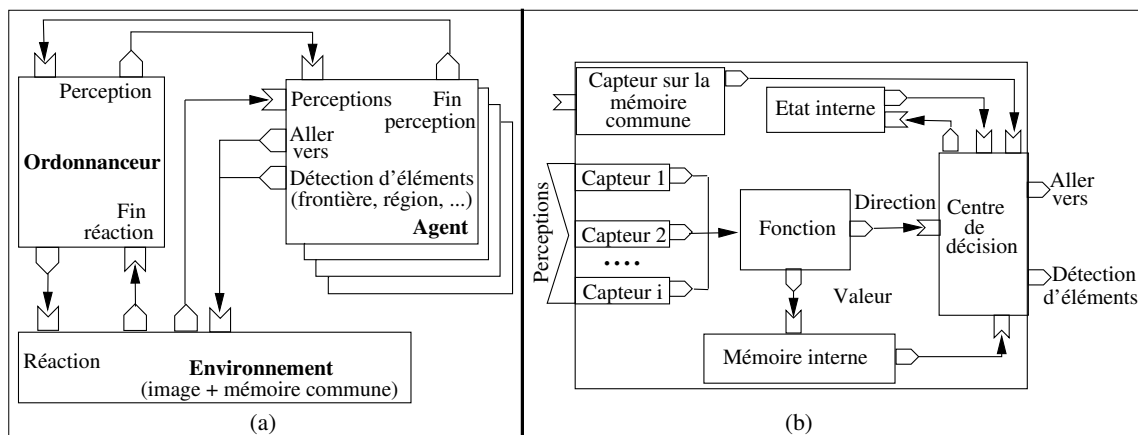 Perception
Ordonnanceur
Fin
réaction
Perceptions
Fin
perception
Aller
vers
Détection d'éléments
(frontière, région, ...)
Agent
Réaction
Environnement
(image + mémoire commune)
(a)
Capteur sur la
mémoire
commune
Etat interne
Perceptions
Capteur 1
Capteur 2
....
Capteur i
Fonction
Direction
Centre
de
décision
Aller
vers
Détection
d'éléments
Valeur
Mémoire interne
(b)